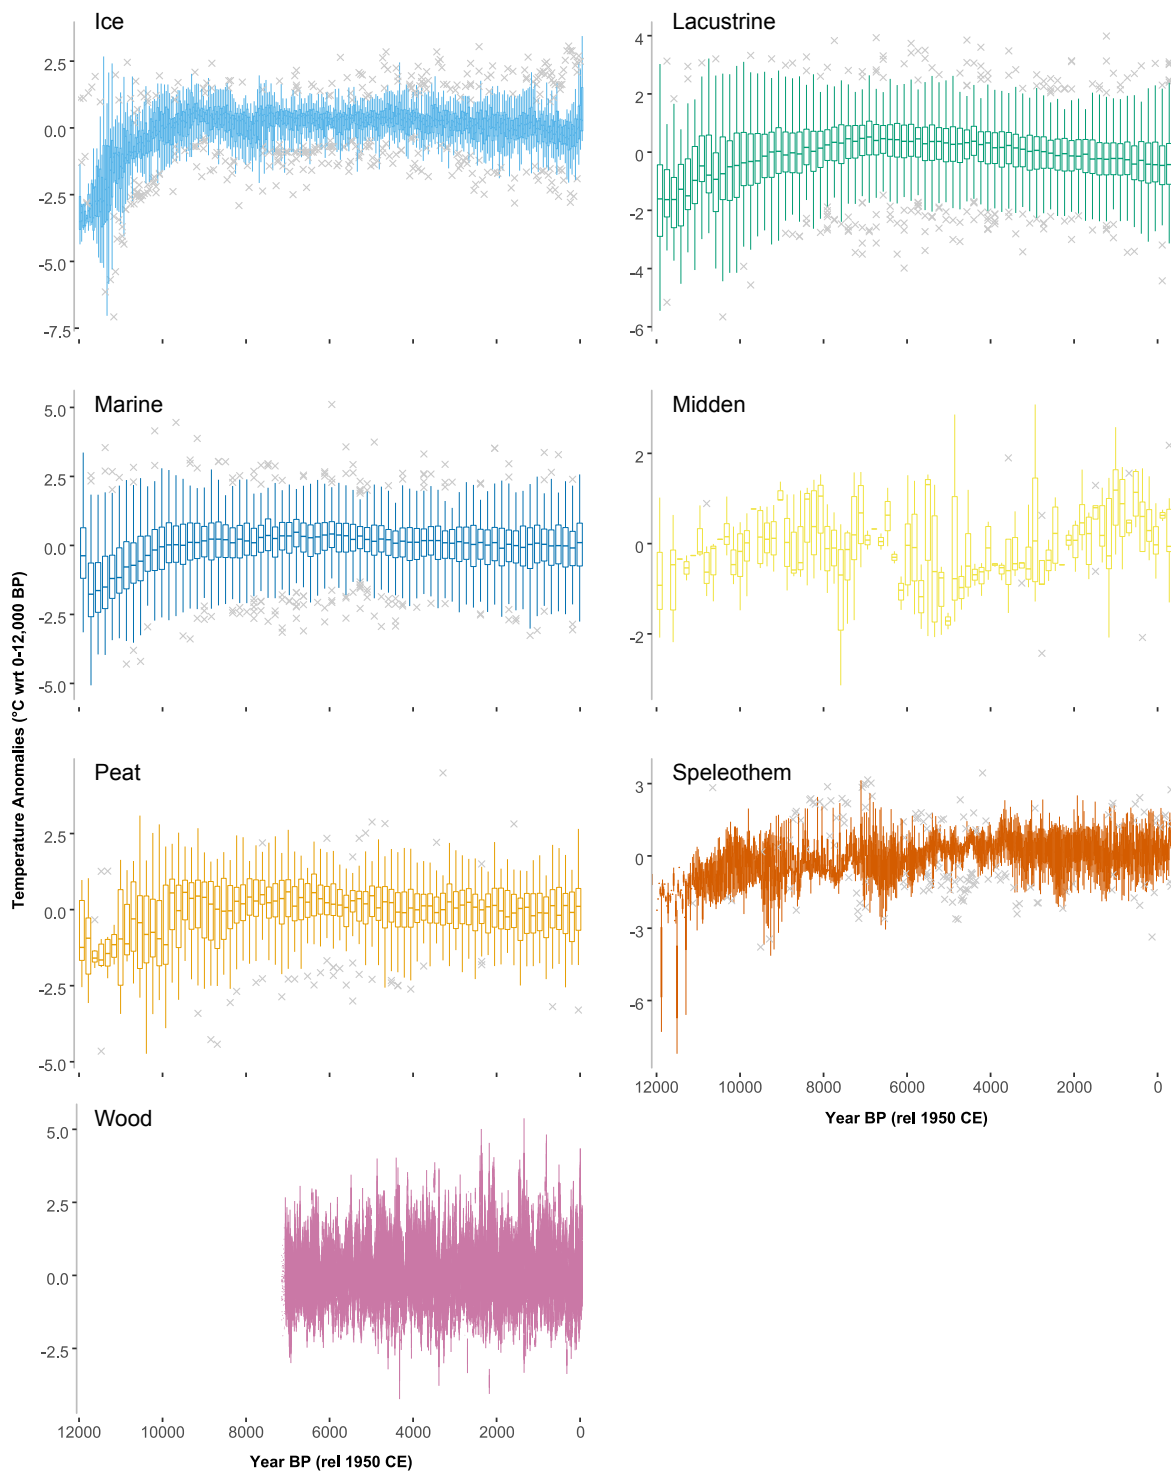 Ice
2.5
0.0
-2.5
-5.0
-7.5
Lacustrine
4
2
0
-2
-4
-6
Marine
5.0
2.5
0.0
-2.5
-5.0
Midden
2
0
-2
Temperature Anomalies (°C wrt 0-12,000 BP)
Peat
2.5
0.0
-2.5
-5.0
Speleothem
3
0
-3
-6
12000 10000 8000 6000 4000 2000 0
Year BP (rel 1950 CE)
Wood
5.0
2.5
0.0
-2.5
12000 10000 8000 6000 4000 2000 0
Year BP (rel 1950 CE)